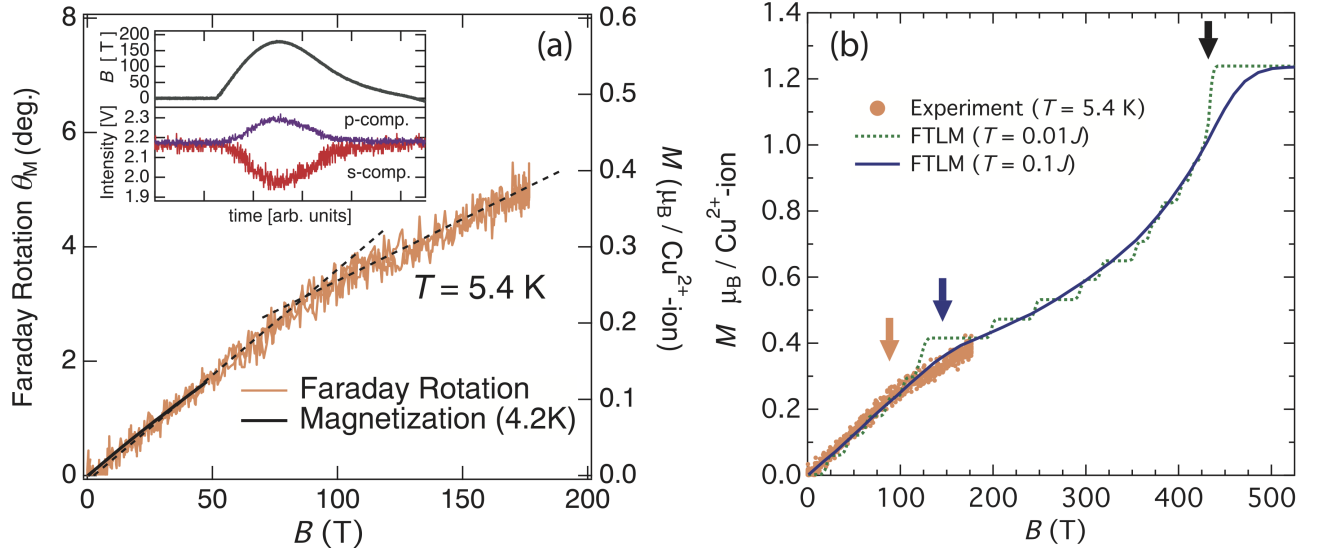 (a)
Faraday Rotation θM (deg.)
8
6
4
2
0
B [T]
200
150
100
50
0
Intensity [V]
2.3
2.2
2.1
2.0
1.9
p-comp.
s-comp.
time [arb. units]
T = 5.4 K
Faraday Rotation
Magnetization (4.2K)
0.6
0.5
0.4
0.3
0.2
0.1
0.0
M (μB / Cu2+-ion)
0 50 100 150 200
B (T)
(b)
M μB / Cu2+-ion
1.4
1.2
1.0
0.8
0.6
0.4
0.2
0.0
Experiment (T = 5.4 K)
FTLM (T = 0.01J)
FTLM (T = 0.1J)
0 100 200 300 400 500
B (T)